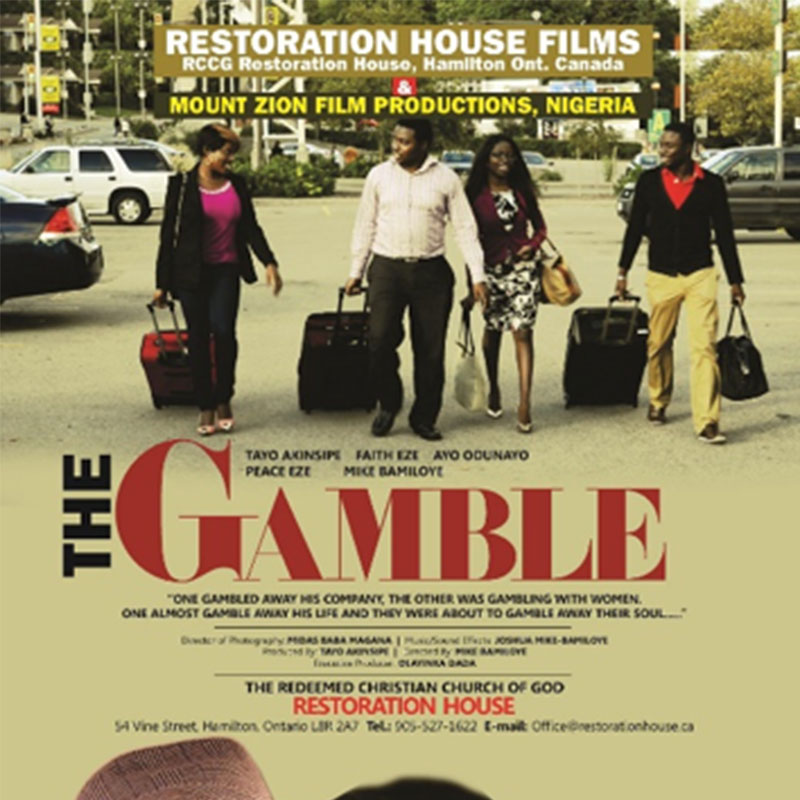 RESTORATION HOUSE FILMS
RCCG Restoration House, Hamilton Ont. Canada
&
MOUNT ZION FILM PRODUCTIONS, NIGERIA
TAYO AKINSIPE FAITH EZE AYO ODUNAYO
PEACE EZE MIKE BAMILOYE
THE GAMBLE
"ONE GAMBLED AWAY HIS COMPANY, THE OTHER WAS GAMBLING WITH WOMEN.
ONE ALMOST GAMBLE AWAY HIS LIFE AND THEY WERE ABOUT TO GAMBLE AWAY THEIR SOUL....."
Director of Photography: MIDAS BABA MAGANA | Music/Sound Effects: JOSHUA MIKE-BAMILOYE
Produced by: TAYO AKINSIPE | Directed By: MIKE BAMILOYE
Executive Producer: OLAYINKA DADA
THE REDEEMED CHRISTIAN CHURCH OF GOD
RESTORATION HOUSE
54 Vine Street, Hamilton, Ontario L8R 2A7 Tel.: 905-527-1622 E-mail: Office@restorationhouse.ca